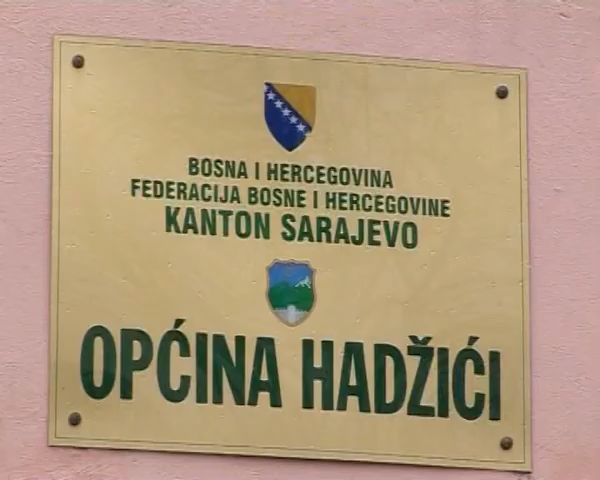 BOSNA I HERCEGOVINA
FEDERACIJA BOSNE I HERCEGOVINE
KANTON SARAJEVO
OPĆINA HADŽIĆI